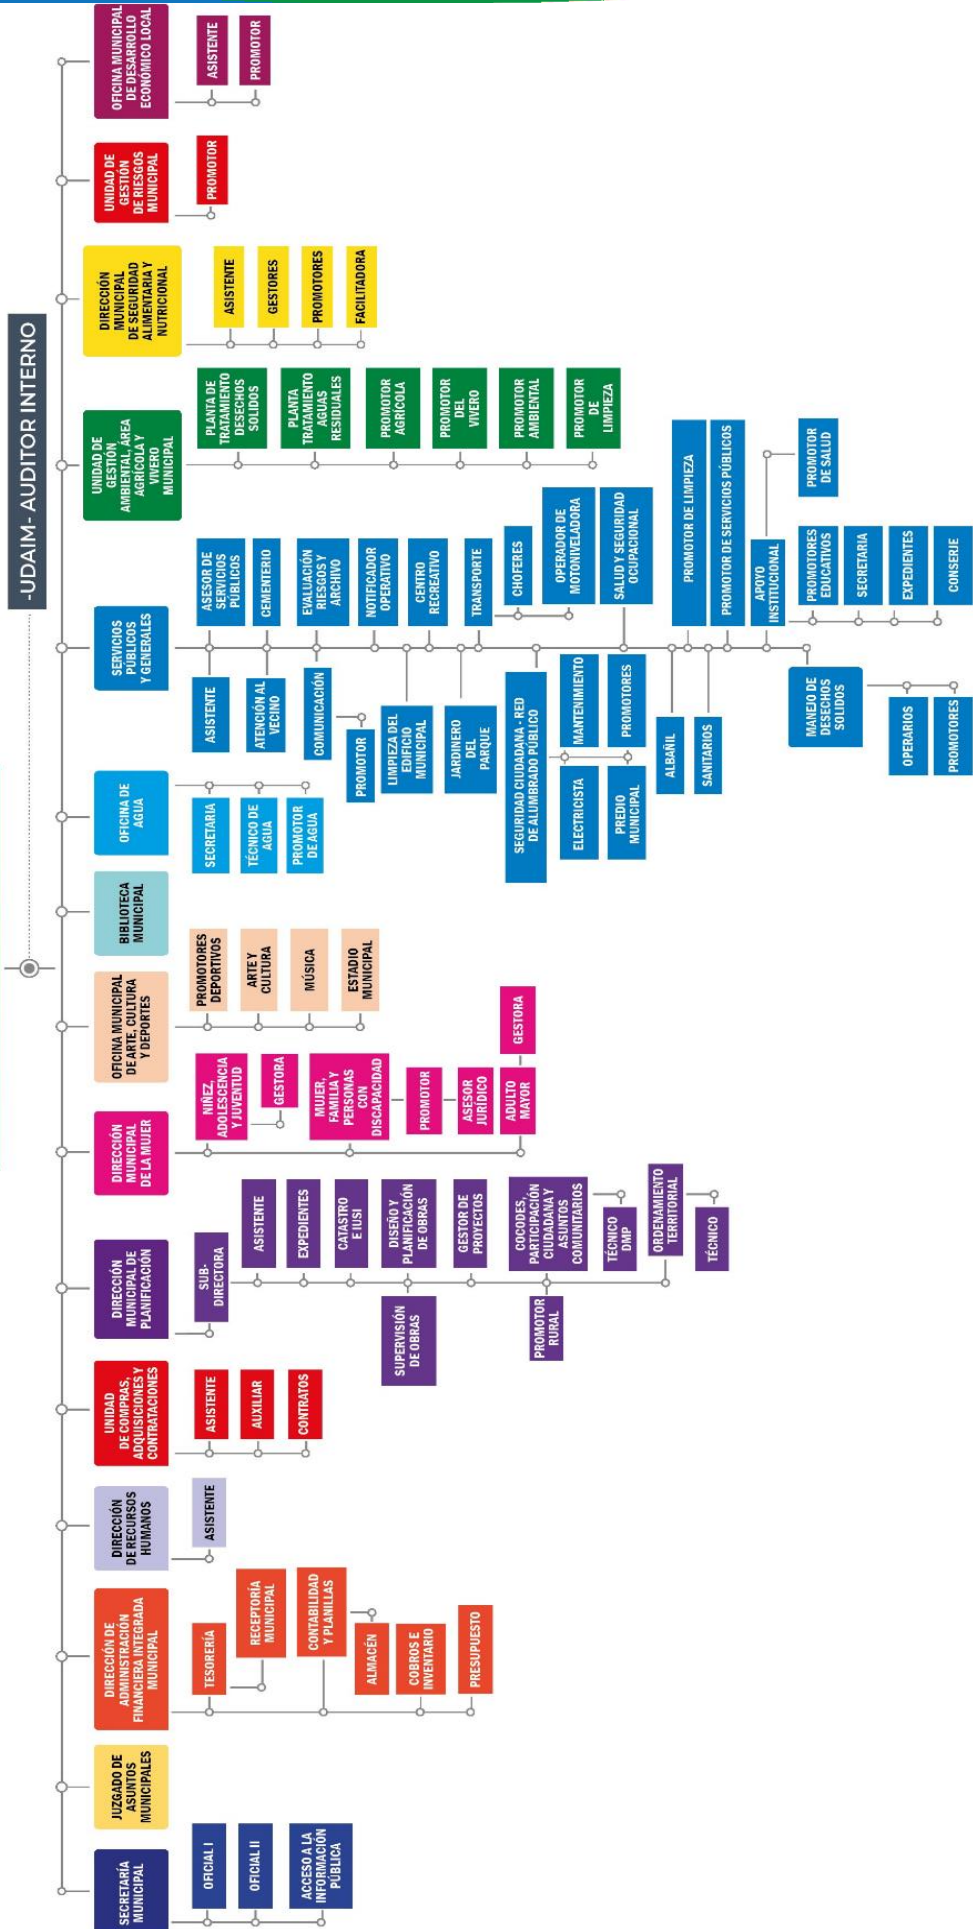 -UDAIM- AUDITOR INTERNO
SECRETARÍA
MUNICIPAL
OFICIAL I
OFICIAL II
ACCESO A LA
INFORMACIÓN
PÚBLICA
JUZGADO DE
ASUNTOS
MUNICIPALES
DIRECCIÓN DE
ADMINISTRACIÓN
FINANCIERA INTEGRADA
MUNICIPAL
TESORERÍA
RECEPTORÍA
MUNICIPAL
CONTABILIDAD
Y PLANILLAS
ALMACÉN
COBROS E
INVENTARIO
PRESUPUESTO
DIRECCIÓN
DE RECURSOS
HUMANOS
ASISTENTE
UNIDAD
DE COMPRAS,
ADQUISICIONES Y
CONTRATACIONES
ASISTENTE
AUXILIAR
CONTRATOS
DIRECCIÓN
MUNICIPAL DE
PLANIFICACIÓN
SUB-
DIRECTORA
ASISTENTE
EXPEDIENTES
CATASTRO
E IUSI
DISEÑO Y
PLANIFICACIÓN
DE OBRAS
SUPERVISIÓN
DE OBRAS
GESTOR DE
PROYECTOS
COCODES,
PARTICIPACIÓN
CIUDADANA Y
ASUNTOS
COMUNITARIOS
PROMOTOR
RURAL
TÉCNICO
DMP
ORDENAMIENTO
TERRITORIAL
TÉCNICO
DIRECCIÓN
MUNICIPAL
DE LA MUJER
NIÑEZ,
ADOLESCENCIA
Y JUVENTUD
GESTORA
MUJER,
FAMILIA Y
PERSONAS
CON
DISCAPACIDAD
PROMOTOR
ASESOR
JURÍDICO
ADULTO
MAYOR
GESTORA
OFICINA MUNICIPAL
DE ARTE, CULTURA
Y DEPORTES
PROMOTORES
DEPORTIVOS
ARTE Y
CULTURA
MÚSICA
ESTADIO
MUNICIPAL
BIBLIOTECA
MUNICIPAL
OFICINA DE
AGUA
SECRETARIA
TÉCNICO DE
AGUA
PROMOTOR
DE AGUA
SERVICIOS
PÚBLICOS
Y GENERALES
ASISTENTE
ASESOR DE
SERVICIOS
PÚBLICOS
ATENCIÓN AL
VECINO
CEMENTERIO
COMUNICACIÓN
PROMOTOR
EVALUACIÓN
RIESGOS Y
ARCHIVO
NOTIFICADOR
OPERATIVO
LIMPIEZA DEL
EDIFICIO
MUNICIPAL
CENTRO
RECREATIVO
JARDINERO
DEL
PARQUE
TRANSPORTE
CHOFERES
OPERADOR DE
MOTONIVELADORA
SEGURIDAD CIUDADANA - RED
DE ALUMBRADO PÚBLICO
MANTENIMIENTO
ELECTRICISTA
PROMOTORES
PREDIO
MUNICIPAL
SALUD Y SEGURIDAD
OCUPACIONAL
ALBAÑIL
PROMOTOR DE LIMPIEZA
SANITARIOS
PROMOTOR DE SERVICIOS PÚBLICOS
APOYO
INSTITUCIONAL
PROMOTOR
DE SALUD
PROMOTORES
EDUCATIVOS
SECRETARIA
EXPEDIENTES
CONSERJE
MANEJO DE
DESECHOS
SOLIDOS
OPERARIOS
PROMOTORES
UNIDAD DE
GESTIÓN
AMBIENTAL, ÁREA
AGRÍCOLA Y
VIVERO
MUNICIPAL
PLANTA DE
TRATAMIENTO
DESECHOS
SOLIDOS
PLANTA
TRATAMIENTO
AGUAS
RESIDUALES
PROMOTOR
AGRÍCOLA
PROMOTOR
DEL
VIVERO
PROMOTOR
AMBIENTAL
PROMOTOR
DE
LIMPIEZA
DIRECCIÓN
MUNICIPAL
DE SEGURIDAD
ALIMENTARIA Y
NUTRICIONAL
ASISTENTE
GESTORES
PROMOTORES
FACILITADORA
UNIDAD DE
GESTIÓN
DE RIESGOS
MUNICIPAL
PROMOTOR
OFICINA MUNICIPAL
DE DESARROLLO
ECONÓMICO LOCAL
ASISTENTE
PROMOTOR